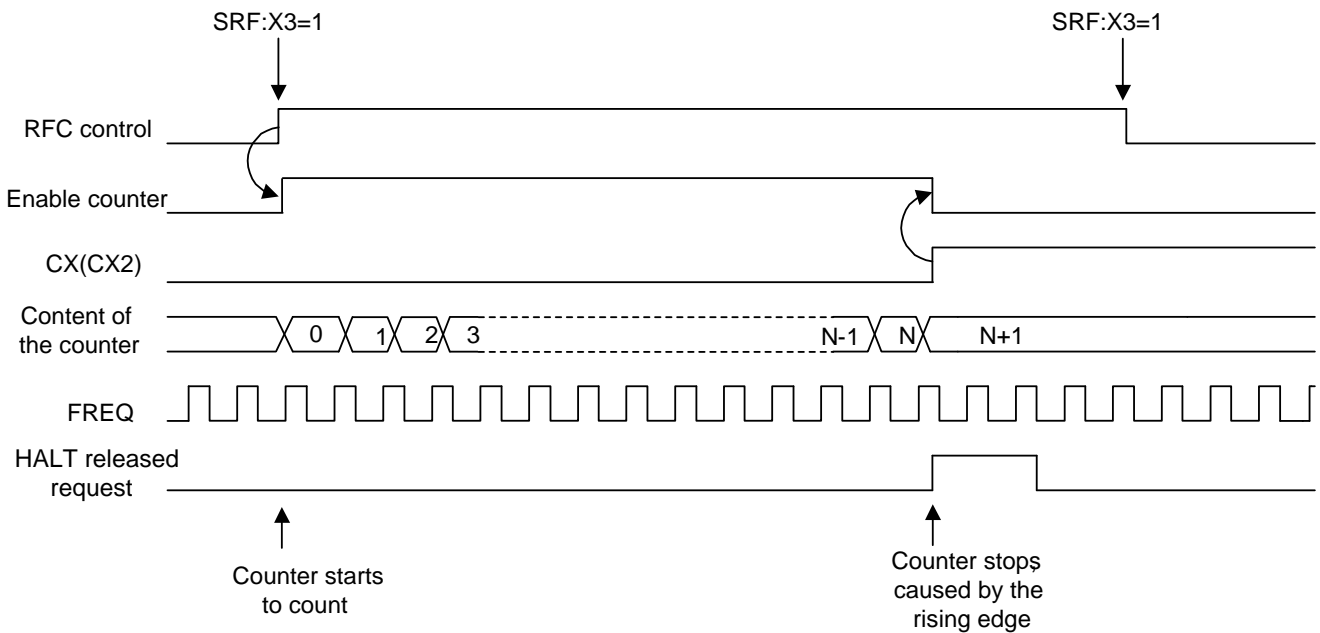 SRF:X3=1 SRF:X3=1
RFC control
Enable counter
CX(CX2)
Content of
the counter
0 1 2 3 N-1 N N+1
FREQ
HALT released
request
Counter starts
to count
Counter stops
caused by the
rising edge